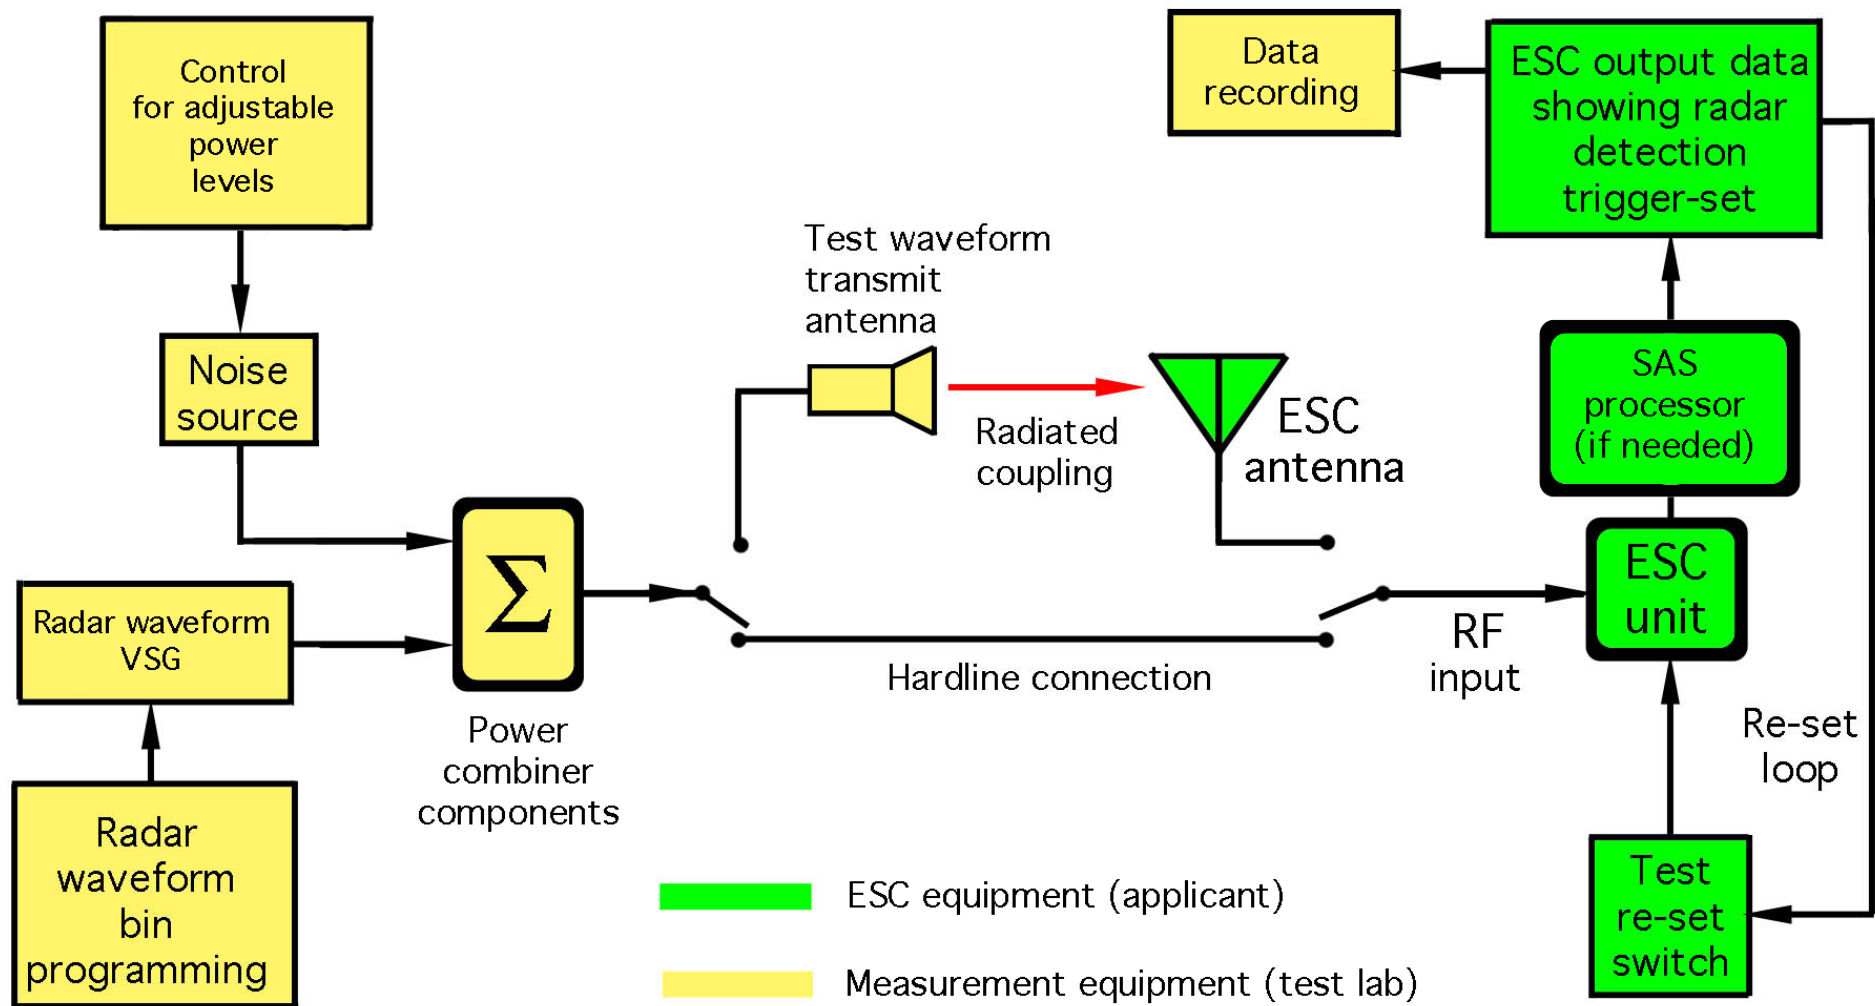 Control
for adjustable
power
levels
Noise
source
Radar waveform
VSG
Radar
waveform
bin
programming
Σ
Power
combiner
components
Test waveform
transmit
antenna
Radiated
coupling
ESC
antenna
Hardline connection
RF
input
Data
recording
ESC output data
showing radar
detection
trigger-set
SAS
processor
(if needed)
ESC
unit
Re-set
loop
Test
re-set
switch
ESC equipment (applicant)
Measurement equipment (test lab)